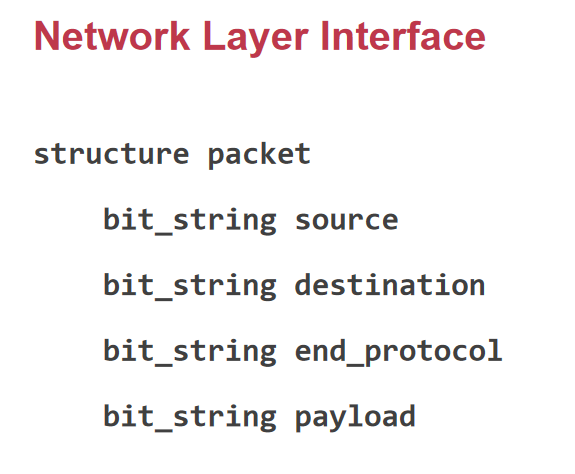 Network Layer Interface
structure packet
bit_string source
bit_string destination
bit_string end_protocol
bit_string payload